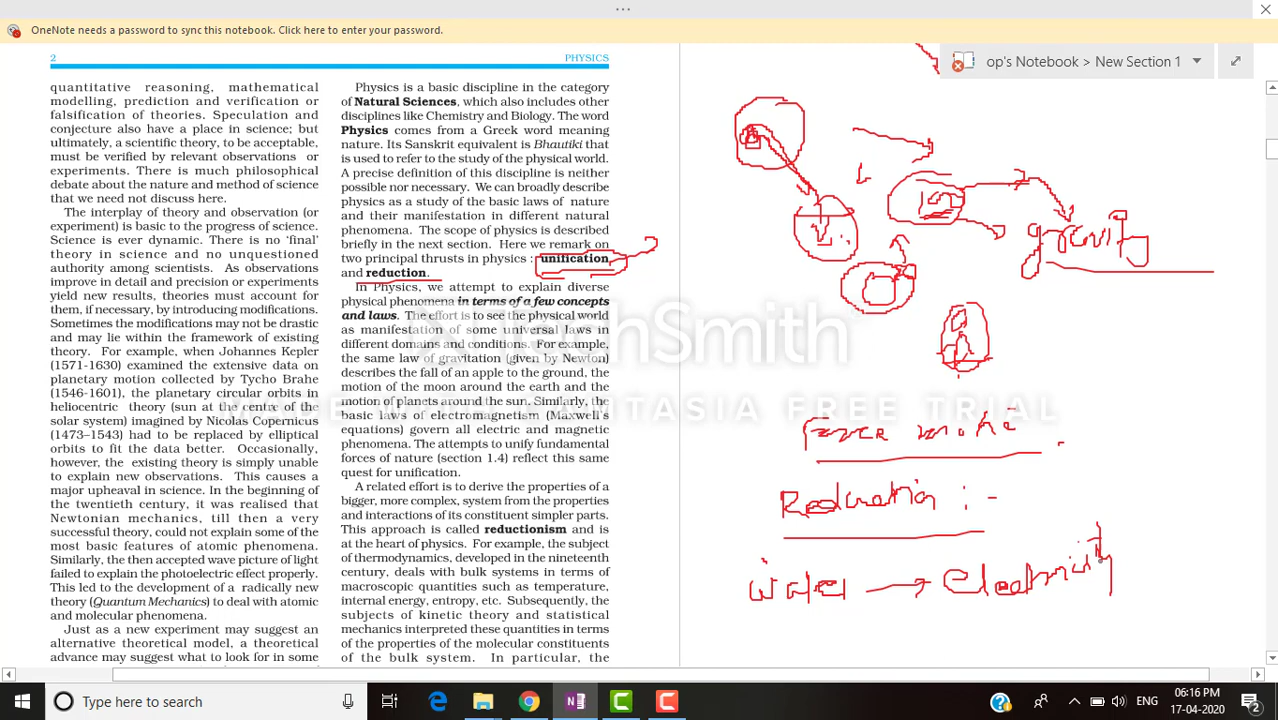 OneNote needs a password to sync this notebook. Click here to enter your password.
2 PHYSICS
quantitative reasoning, mathematical
modelling, prediction and verification or
falsification of theories. Speculation and
conjecture also have a place in science; but
ultimately, a scientific theory, to be acceptable,
must be verified by relevant observations or
experiments. There is much philosophical
debate about the nature and method of science
that we need not discuss here.
The interplay of theory and observation (or
experiment) is basic to the progress of science.
Science is ever dynamic. There is no 'final'
theory in science and no unquestioned
authority among scientists. As observations
improve in detail and precision or experiments
yield new results, theories must account for
them, if necessary, by introducing modifications.
Sometimes the modifications may not be drastic
and may lie within the framework of existing
theory. For example, when Johannes Kepler
(1571-1630) examined the extensive data on
planetary motion collected by Tycho Brahe
(1546-1601), the planetary circular orbits in
heliocentric theory (sun at the centre of the
solar system) imagined by Nicolas Copernicus
(1473–1543) had to be replaced by elliptical
orbits to fit the data better. Occasionally,
however, the existing theory is simply unable
to explain new observations. This causes a
major upheaval in science. In the beginning of
the twentieth century, it was realised that
Newtonian mechanics, till then a very
successful theory, could not explain some of the
most basic features of atomic phenomena.
Similarly, the then accepted wave picture of light
failed to explain the photoelectric effect properly.
This led to the development of a radically new
theory (Quantum Mechanics) to deal with atomic
and molecular phenomena.
Just as a new experiment may suggest an
alternative theoretical model, a theoretical
advance may suggest what to look for in some
Physics is a basic discipline in the category
of Natural Sciences, which also includes other
disciplines like Chemistry and Biology. The word
Physics comes from a Greek word meaning
nature. Its Sanskrit equivalent is Bhautiki that
is used to refer to the study of the physical world.
A precise definition of this discipline is neither
possible nor necessary. We can broadly describe
physics as a study of the basic laws of nature
and their manifestation in different natural
phenomena. The scope of physics is described
briefly in the next section. Here we remark on
two principal thrusts in physics : unification
and reduction.
In Physics, we attempt to explain diverse
physical phenomena in terms of a few concepts
and laws. The effort is to see the physical world
as manifestation of some universal laws in
different domains and conditions. For example,
the same law of gravitation (given by Newton)
describes the fall of an apple to the ground, the
motion of the moon around the earth and the
motion of planets around the sun. Similarly, the
basic laws of electromagnetism (Maxwell's
equations) govern all electric and magnetic
phenomena. The attempts to unify fundamental
forces of nature (section 1.4) reflect this same
quest for unification.
A related effort is to derive the properties of a
bigger, more complex, system from the properties
and interactions of its constituent simpler parts.
This approach is called reductionism and is
at the heart of physics. For example, the subject
of thermodynamics, developed in the nineteenth
century, deals with bulk systems in terms of
macroscopic quantities such as temperature,
internal energy, entropy, etc. Subsequently, the
subjects of kinetic theory and statistical
mechanics interpreted these quantities in terms
of the properties of the molecular constituents
of the bulk system. In particular, the
op's Notebook > New Section 1
gravity
Reduction : -
water → electricity
TechSmith
MADE WITH CAMTASIA FREE TRIAL
Type here to search
ENG
06:16 PM
17-04-2020
2